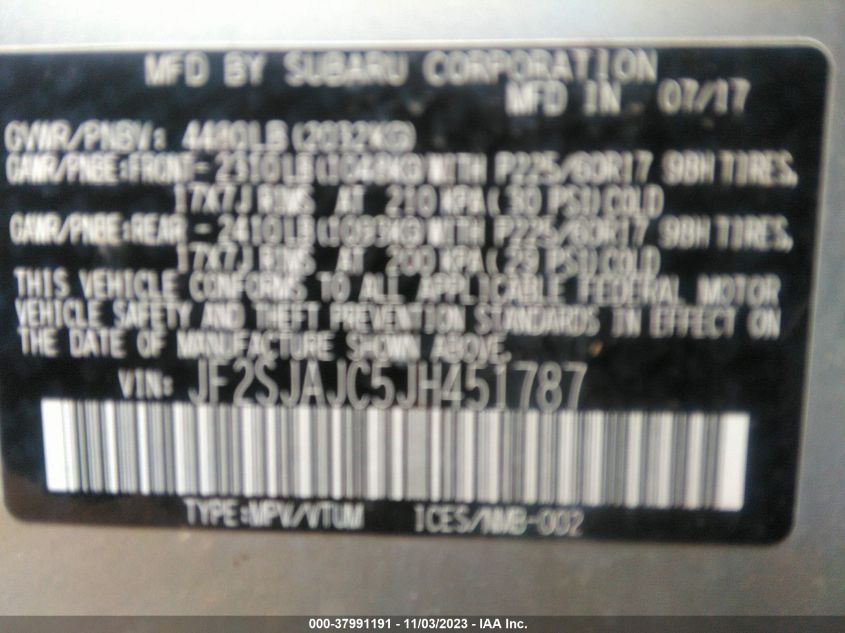 MFD BY SUBARU CORPORATION
MFD IN 07/17
GVWR/PNBV: 4480LB(2032KG)
GAWR/PNBE:FRONT-2310LB(1048KG)WITH P225/60R17 98H TIRES,
17X7J RIMS AT 210 KPA(30 PSI)COLD
GAWR/PNBE:REAR -2410LB(1093KG)WITH P225/60R17 98H TIRES,
17X7J RIMS AT 200 KPA(29 PSI)COLD
THIS VEHICLE CONFORMS TO ALL APPLICABLE FEDERAL MOTOR
VEHICLE SAFETY AND THEFT PREVENTION STANDARDS IN EFFECT ON
THE DATE OF MANUFACTURE SHOWN ABOVE.
VIN: JF2SJAJC5JH451787
TYPE:MPV/VTUM ICES/NMB-002
000-37991191 - 11/03/2023 - IAA Inc.